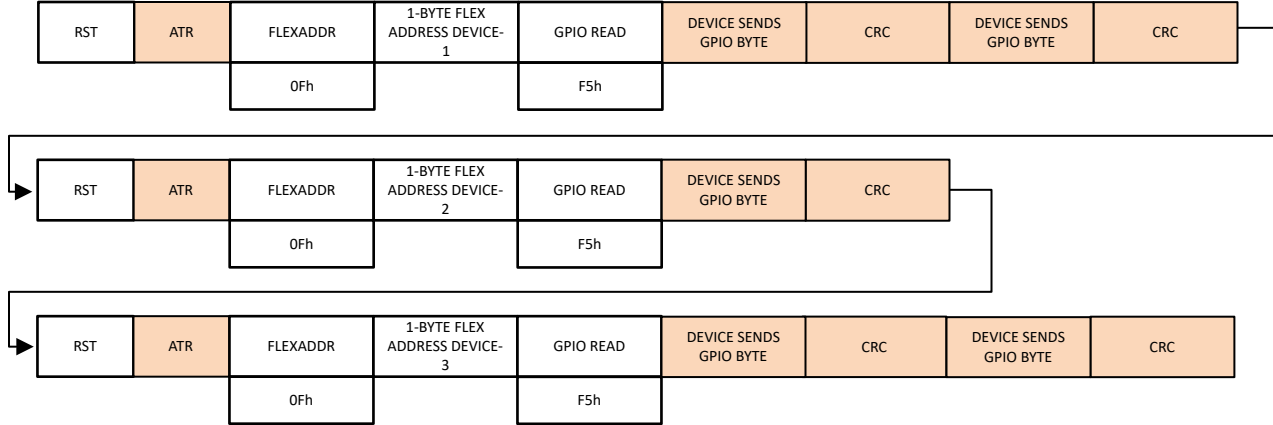 RST
ATR
FLEXADDR
1-BYTE FLEX
ADDRESS DEVICE-
1
GPIO READ
DEVICE SENDS
GPIO BYTE
CRC
DEVICE SENDS
GPIO BYTE
CRC
0Fh
F5h
RST
ATR
FLEXADDR
1-BYTE FLEX
ADDRESS DEVICE-
2
GPIO READ
DEVICE SENDS
GPIO BYTE
CRC
0Fh
F5h
RST
ATR
FLEXADDR
1-BYTE FLEX
ADDRESS DEVICE-
3
GPIO READ
DEVICE SENDS
GPIO BYTE
CRC
DEVICE SENDS
GPIO BYTE
CRC
0Fh
F5h